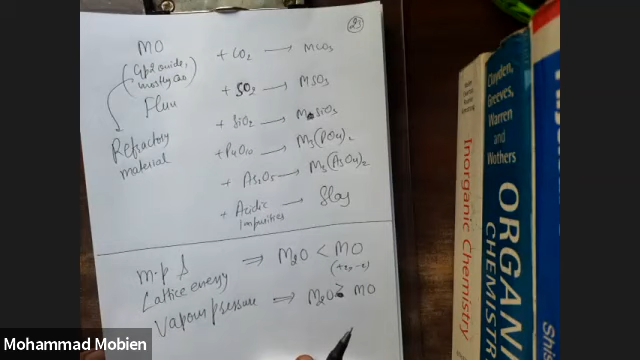 23
MO + CO₂ ⟶ MCO₃
(Gp 2 oxide, mostly CaO)
+ SO₂ ⟶ MSO₃
Flux
+ SiO₂ ⟶ MSiO₃
Refractory material
+ P₄O₁₀ ⟶ M₃(PO₄)₂
+ As₂O₅ ⟶ M₃(AsO₄)₂
+ Acidic impurities ⟶ Slag
m.p &
Lattice energy ⟹ M₂O < MO
(+2, -2)
Vapour pressure ⟹ M₂O > MO
Inorganic Chemistry
Clayden,
Greeves,
Warren
and
Wothers
ORGANIC
CHEMISTRY
Mohammad Mobien